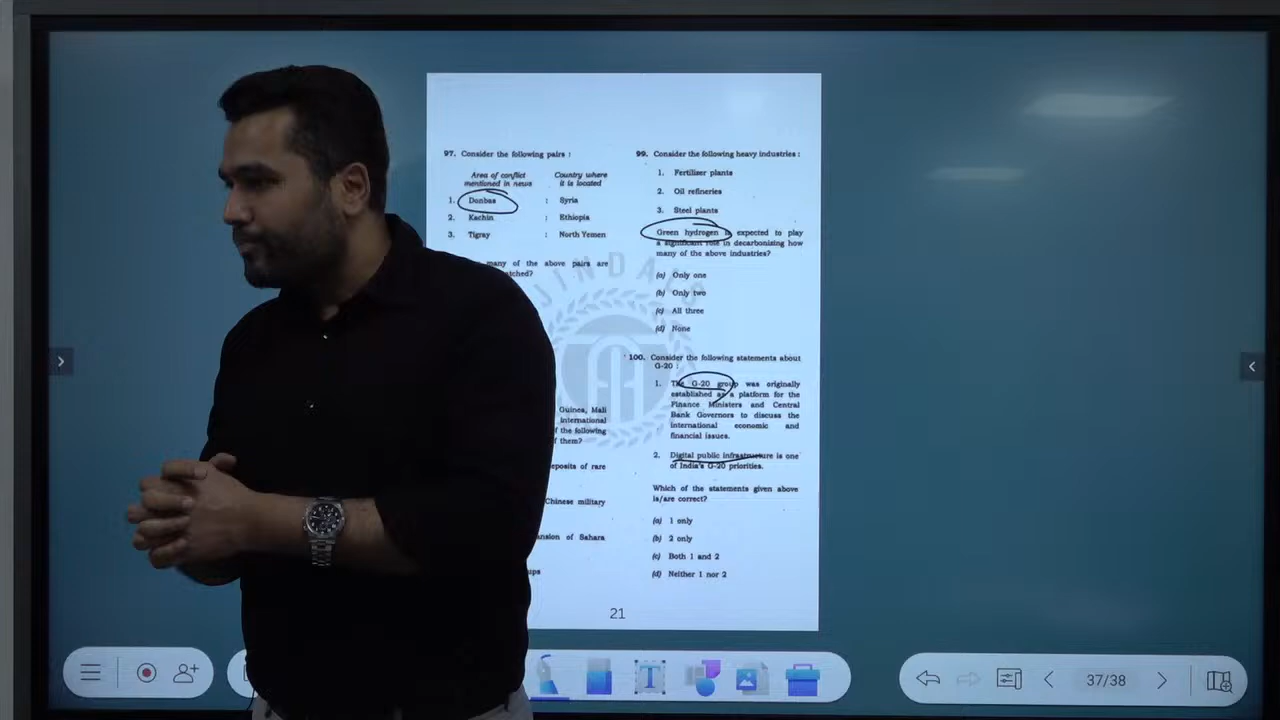 97. Consider the following pairs :
Area of conflict mentioned in news
Country where it is located
1. Donbas : Syria
2. Kachin : Ethiopia
3. Tigray : North Yemen
many of the above pairs are
Guinea, Mali
international
f the following
f them?
eposits of rare
Chinese military
ansion of Sahara
ups
99. Consider the following heavy industries :
1. Fertilizer plants
2. Oil refineries
3. Steel plants
Green hydrogen is expected to play
a significant role in decarbonizing how
many of the above industries?
(a) Only one
(b) Only two
(c) All three
(d) None
100. Consider the following statements about
G-20 :
1. The G-20 group was originally
established as a platform for the
Finance Ministers and Central
Bank Governors to discuss the
international economic and
financial issues.
2. Digital public infrastructure is one
of India's G-20 priorities.
Which of the statements given above
is/are correct?
(a) 1 only
(b) 2 only
(c) Both 1 and 2
(d) Neither 1 nor 2
21
T
37/38